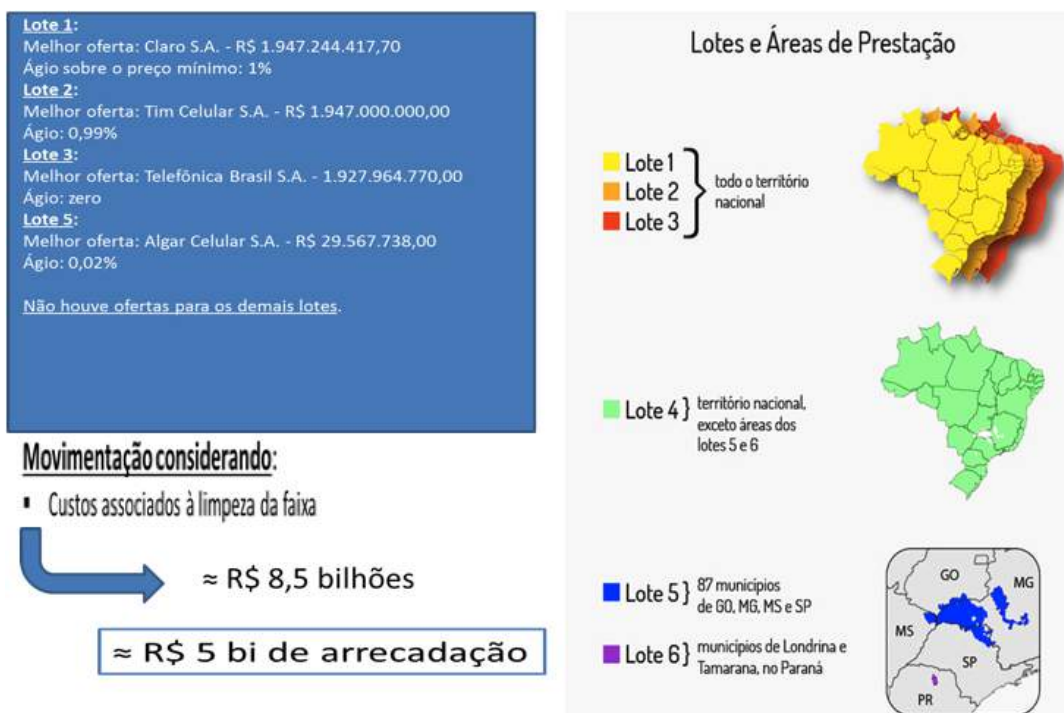 Lote 1:
Melhor oferta: Claro S.A. - R$ 1.947.244.417,70
Ágio sobre o preço mínimo: 1%
Lote 2:
Melhor oferta: Tim Celular S.A. - R$ 1.947.000.000,00
Ágio: 0,99%
Lote 3:
Melhor oferta: Telefônica Brasil S.A. - 1.927.964.770,00
Ágio: zero
Lote 5:
Melhor oferta: Algar Celular S.A. - R$ 29.567.738,00
Ágio: 0,02%
Não houve ofertas para os demais lotes.
Movimentação considerando:
▪ Custos associados à limpeza da faixa
≈ R$ 8,5 bilhões
≈ R$ 5 bi de arrecadação
Lotes e Áreas de Prestação
Lote 1
Lote 2
Lote 3
todo o território
nacional
Lote 4
território nacional,
exceto áreas dos
lotes 5 e 6
Lote 5
87 municípios
de GO, MG, MS e SP
Lote 6
municípios de Londrina e
Tamarana, no Paraná
GO
MG
MS
SP
PR